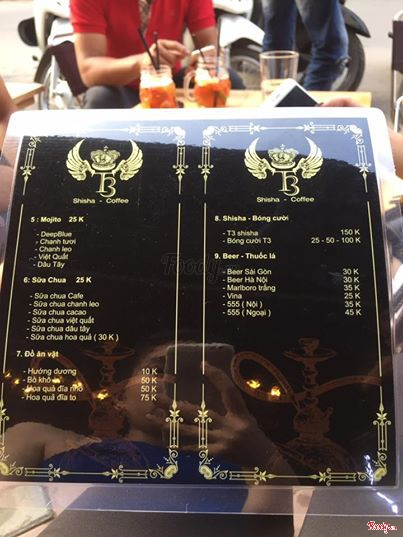 T3
Shisha - Coffee
5 : Mojito 25 K
- DeepBlue
- Chanh tươi
- Chanh leo
- Việt Quất
- Dâu Tây
6: Sữa Chua 25 K
- Sữa chua Cafe
- Sữa chua chanh leo
- Sữa chua cacao
- Sữa chua việt quất
- Sữa chua dâu tây
- Sữa chua hoa quả ( 30 K )
7. Đồ ăn vặt
- Hướng dương 10 K
- Bò khô 50 K
- Hoa quả đĩa nhỏ 50 K
- Hoa quả đĩa to 75 K
T3
Shisha - Coffee
8. Shisha - Bóng cười
- T3 shisha 150 K
- Bóng cười T3 25 - 50 - 100 K
9. Beer - Thuốc lá
- Beer Sài Gòn 30 K
- Beer Hà Nội 30 K
- Marlboro trắng 35 K
- Vina 25 K
- 555 ( Nội ) 35 K
- 555 ( Ngoại ) 45 K
Foody
Foody